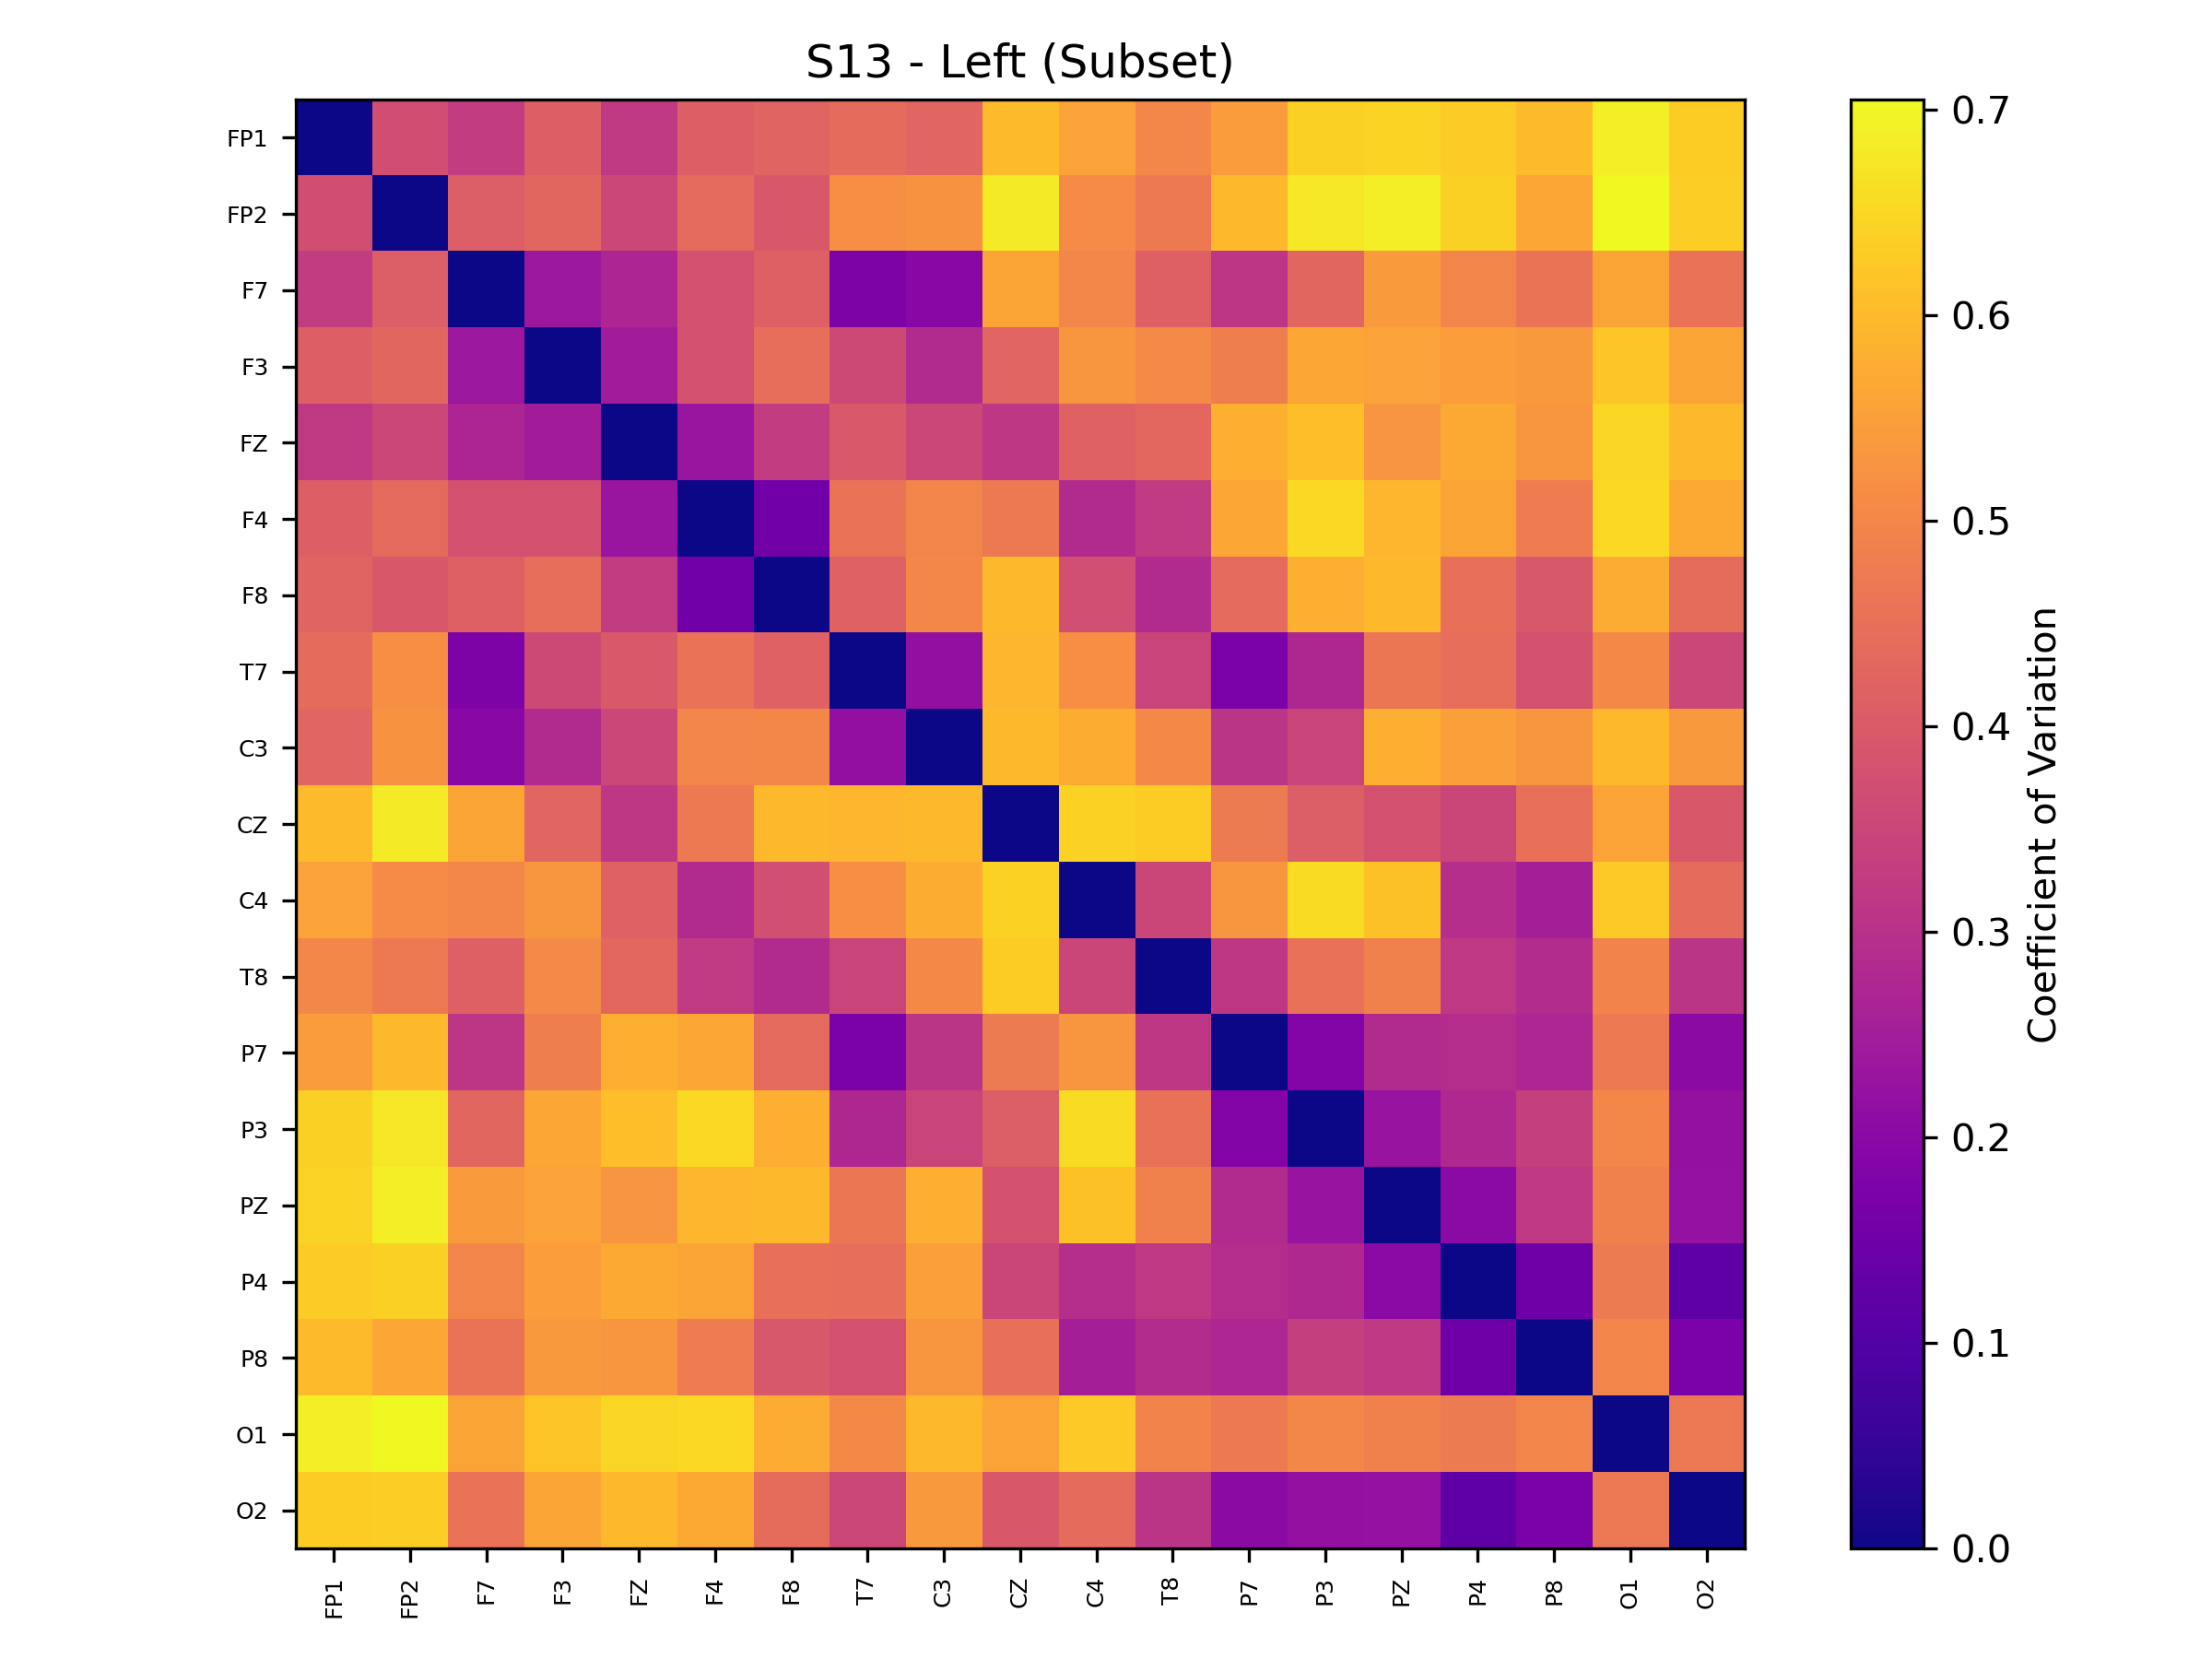 S13 - Left (Subset)
FP1
FP2
F7
F3
FZ
F4
F8
T7
C3
CZ
C4
T8
P7
P3
PZ
P4
P8
O1
O2
FP1 FP2 F7 F3 FZ F4 F8 T7 C3 CZ C4 T8 P7 P3 PZ P4 P8 O1 O2
0.7
0.6
0.5
0.4
0.3
0.2
0.1
0.0
Coefficient of Variation